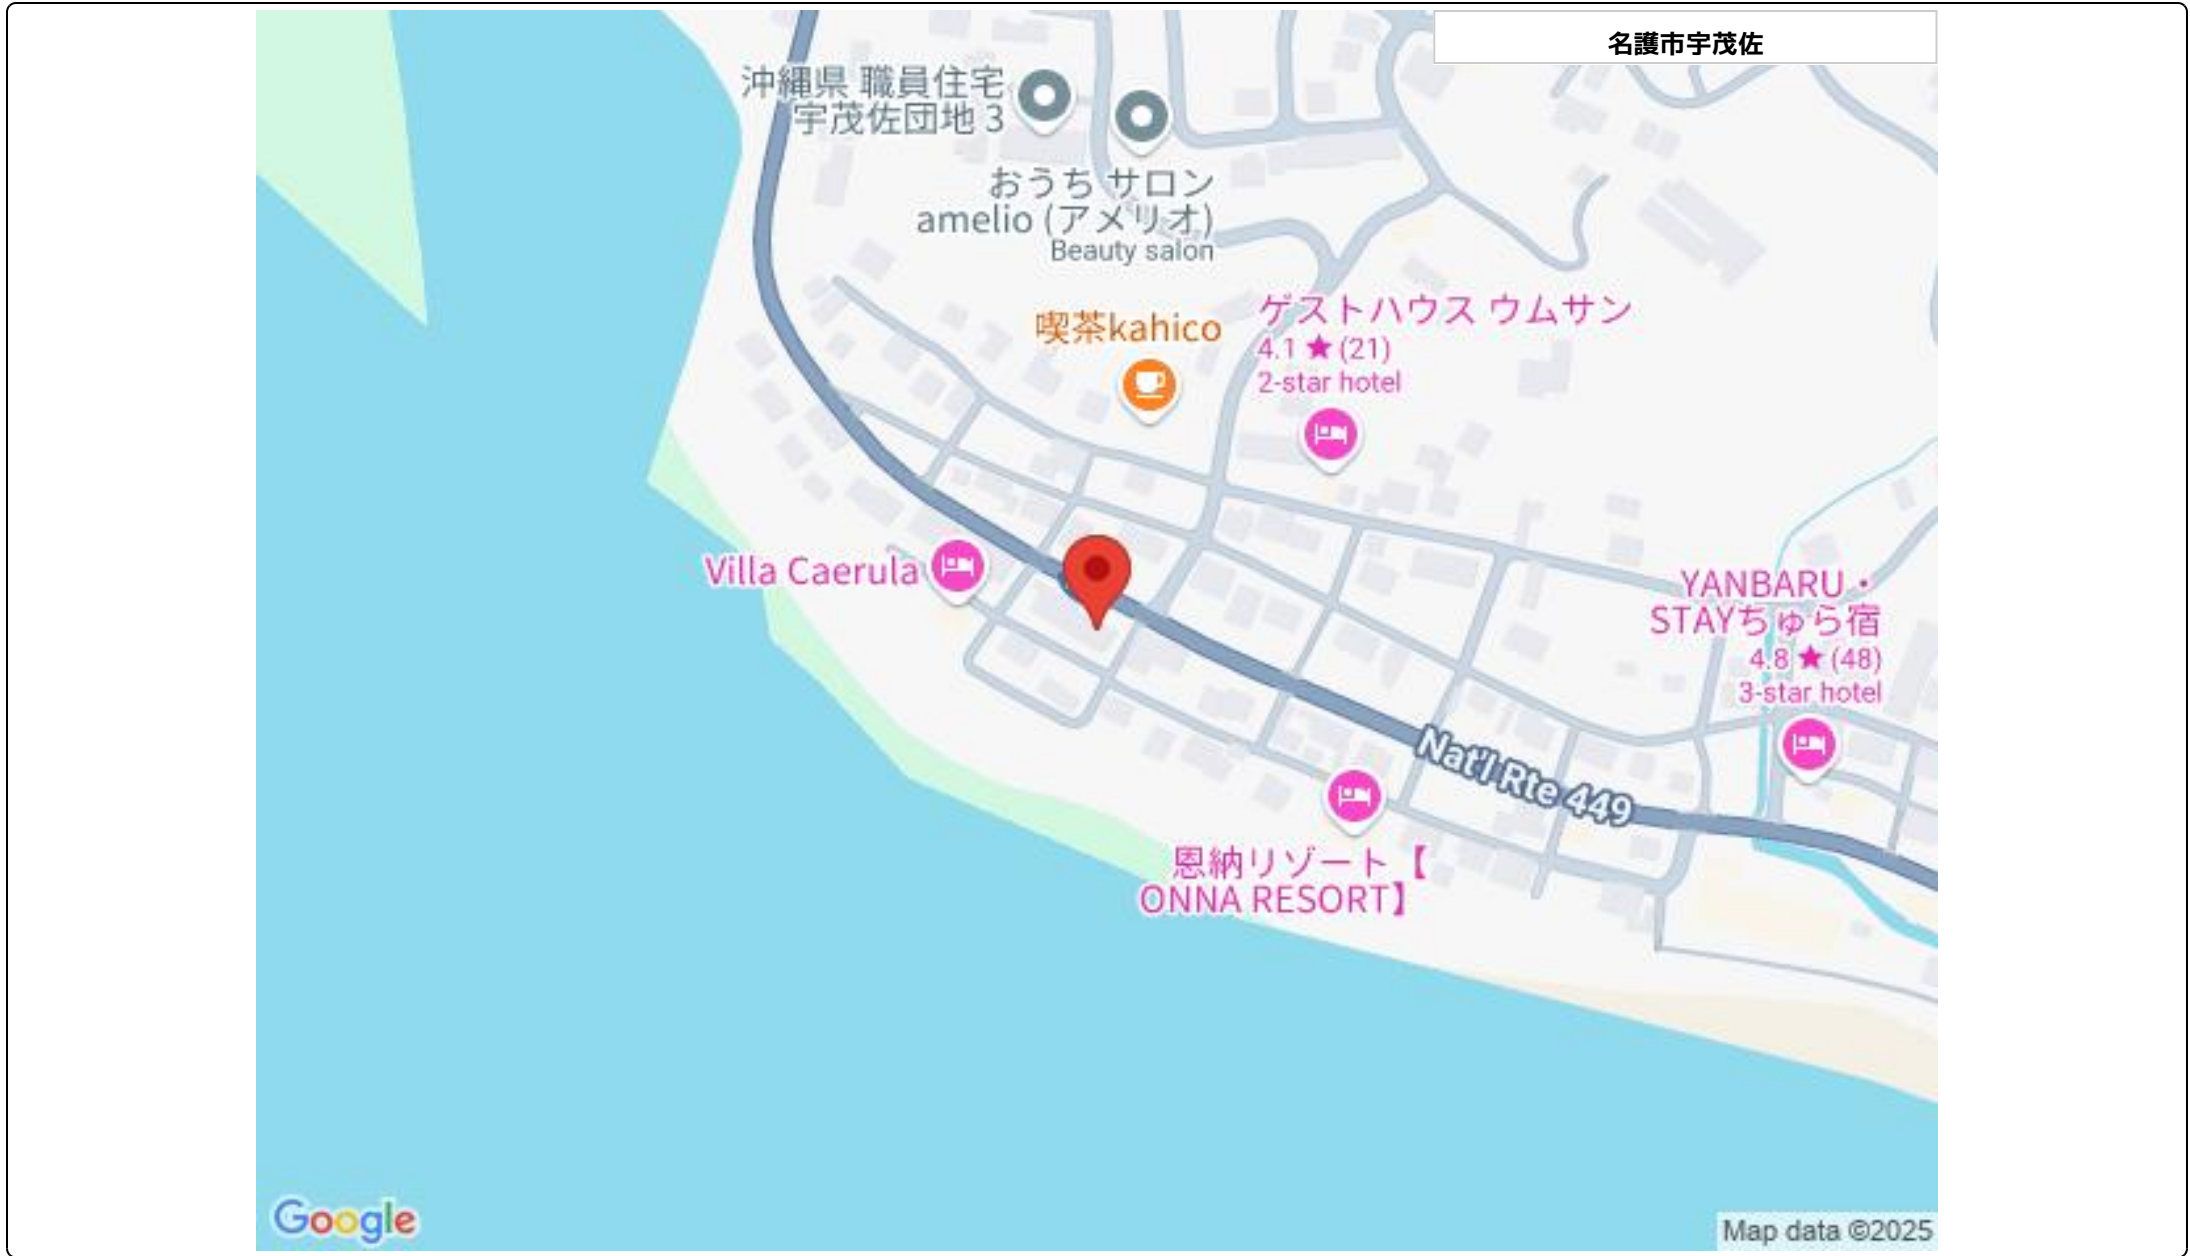 名護市宇茂佐
沖縄県 職員住宅
宇茂佐団地 3
おうち サロン
amelio (アメリオ)
Beauty salon
喫茶kahico
ゲストハウス ウムサン
4.1 ★ (21)
2-star hotel
Villa Caerula
YANBARU・
STAYちゅら宿
4.8 ★ (48)
3-star hotel
Nat'l Rte 449
恩納リゾート【
ONNA RESORT】
Google
Map data ©2025